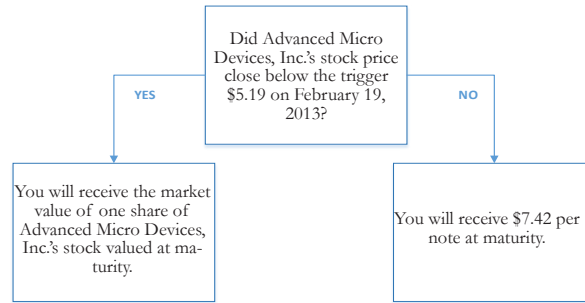 Did Advanced Micro
Devices, Inc.'s stock price
close below the trigger
$5.19 on February 19,
2013?
YES
NO
You will receive the market
value of one share of
Advanced Micro Devices,
Inc.'s stock valued at ma-
turity.
You will receive $7.42 per
note at maturity.